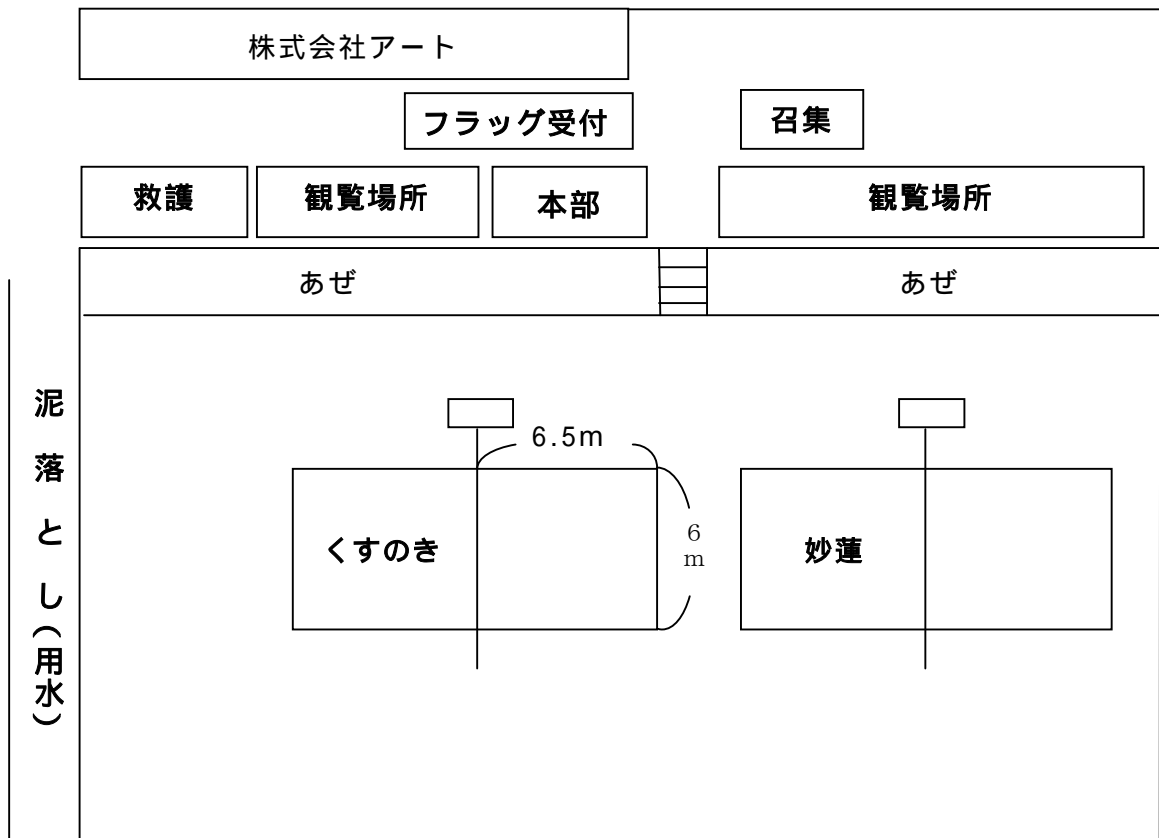 株式会社アート
フラッグ受付
召集
救護
観覧場所
本部
観覧場所
あぜ
あぜ
泥落とし(用水)
6.5m
6m
くすのき
妙蓮